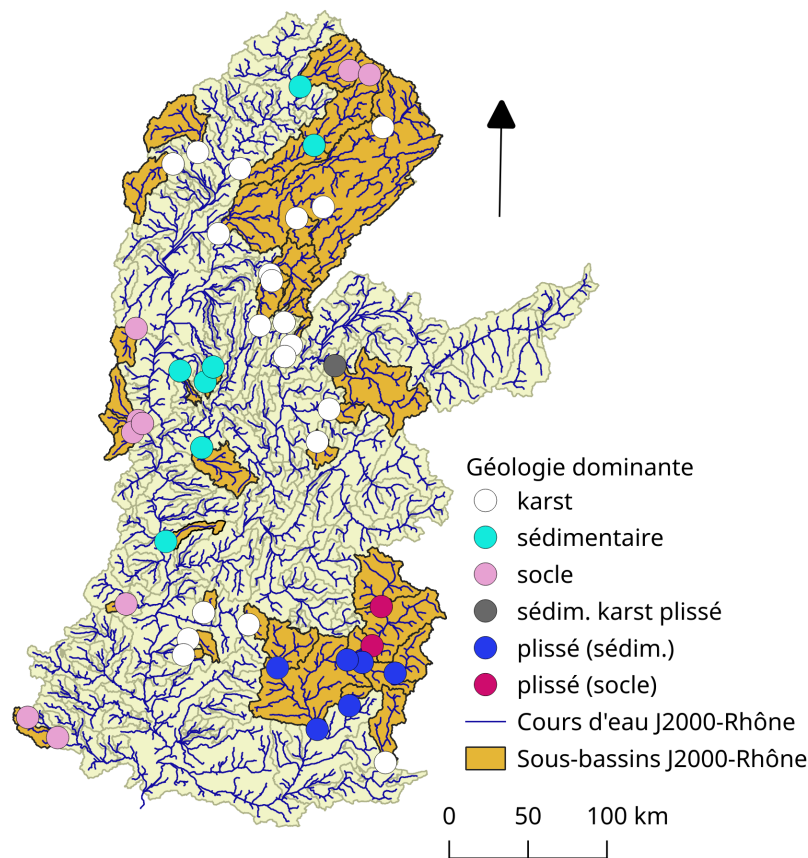 Géologie dominante
karst
sédimentaire
socle
sédim. karst plissé
plissé (sédim.)
plissé (socle)
Cours d'eau J2000-Rhône
Sous-bassins J2000-Rhône
0 50 100 km